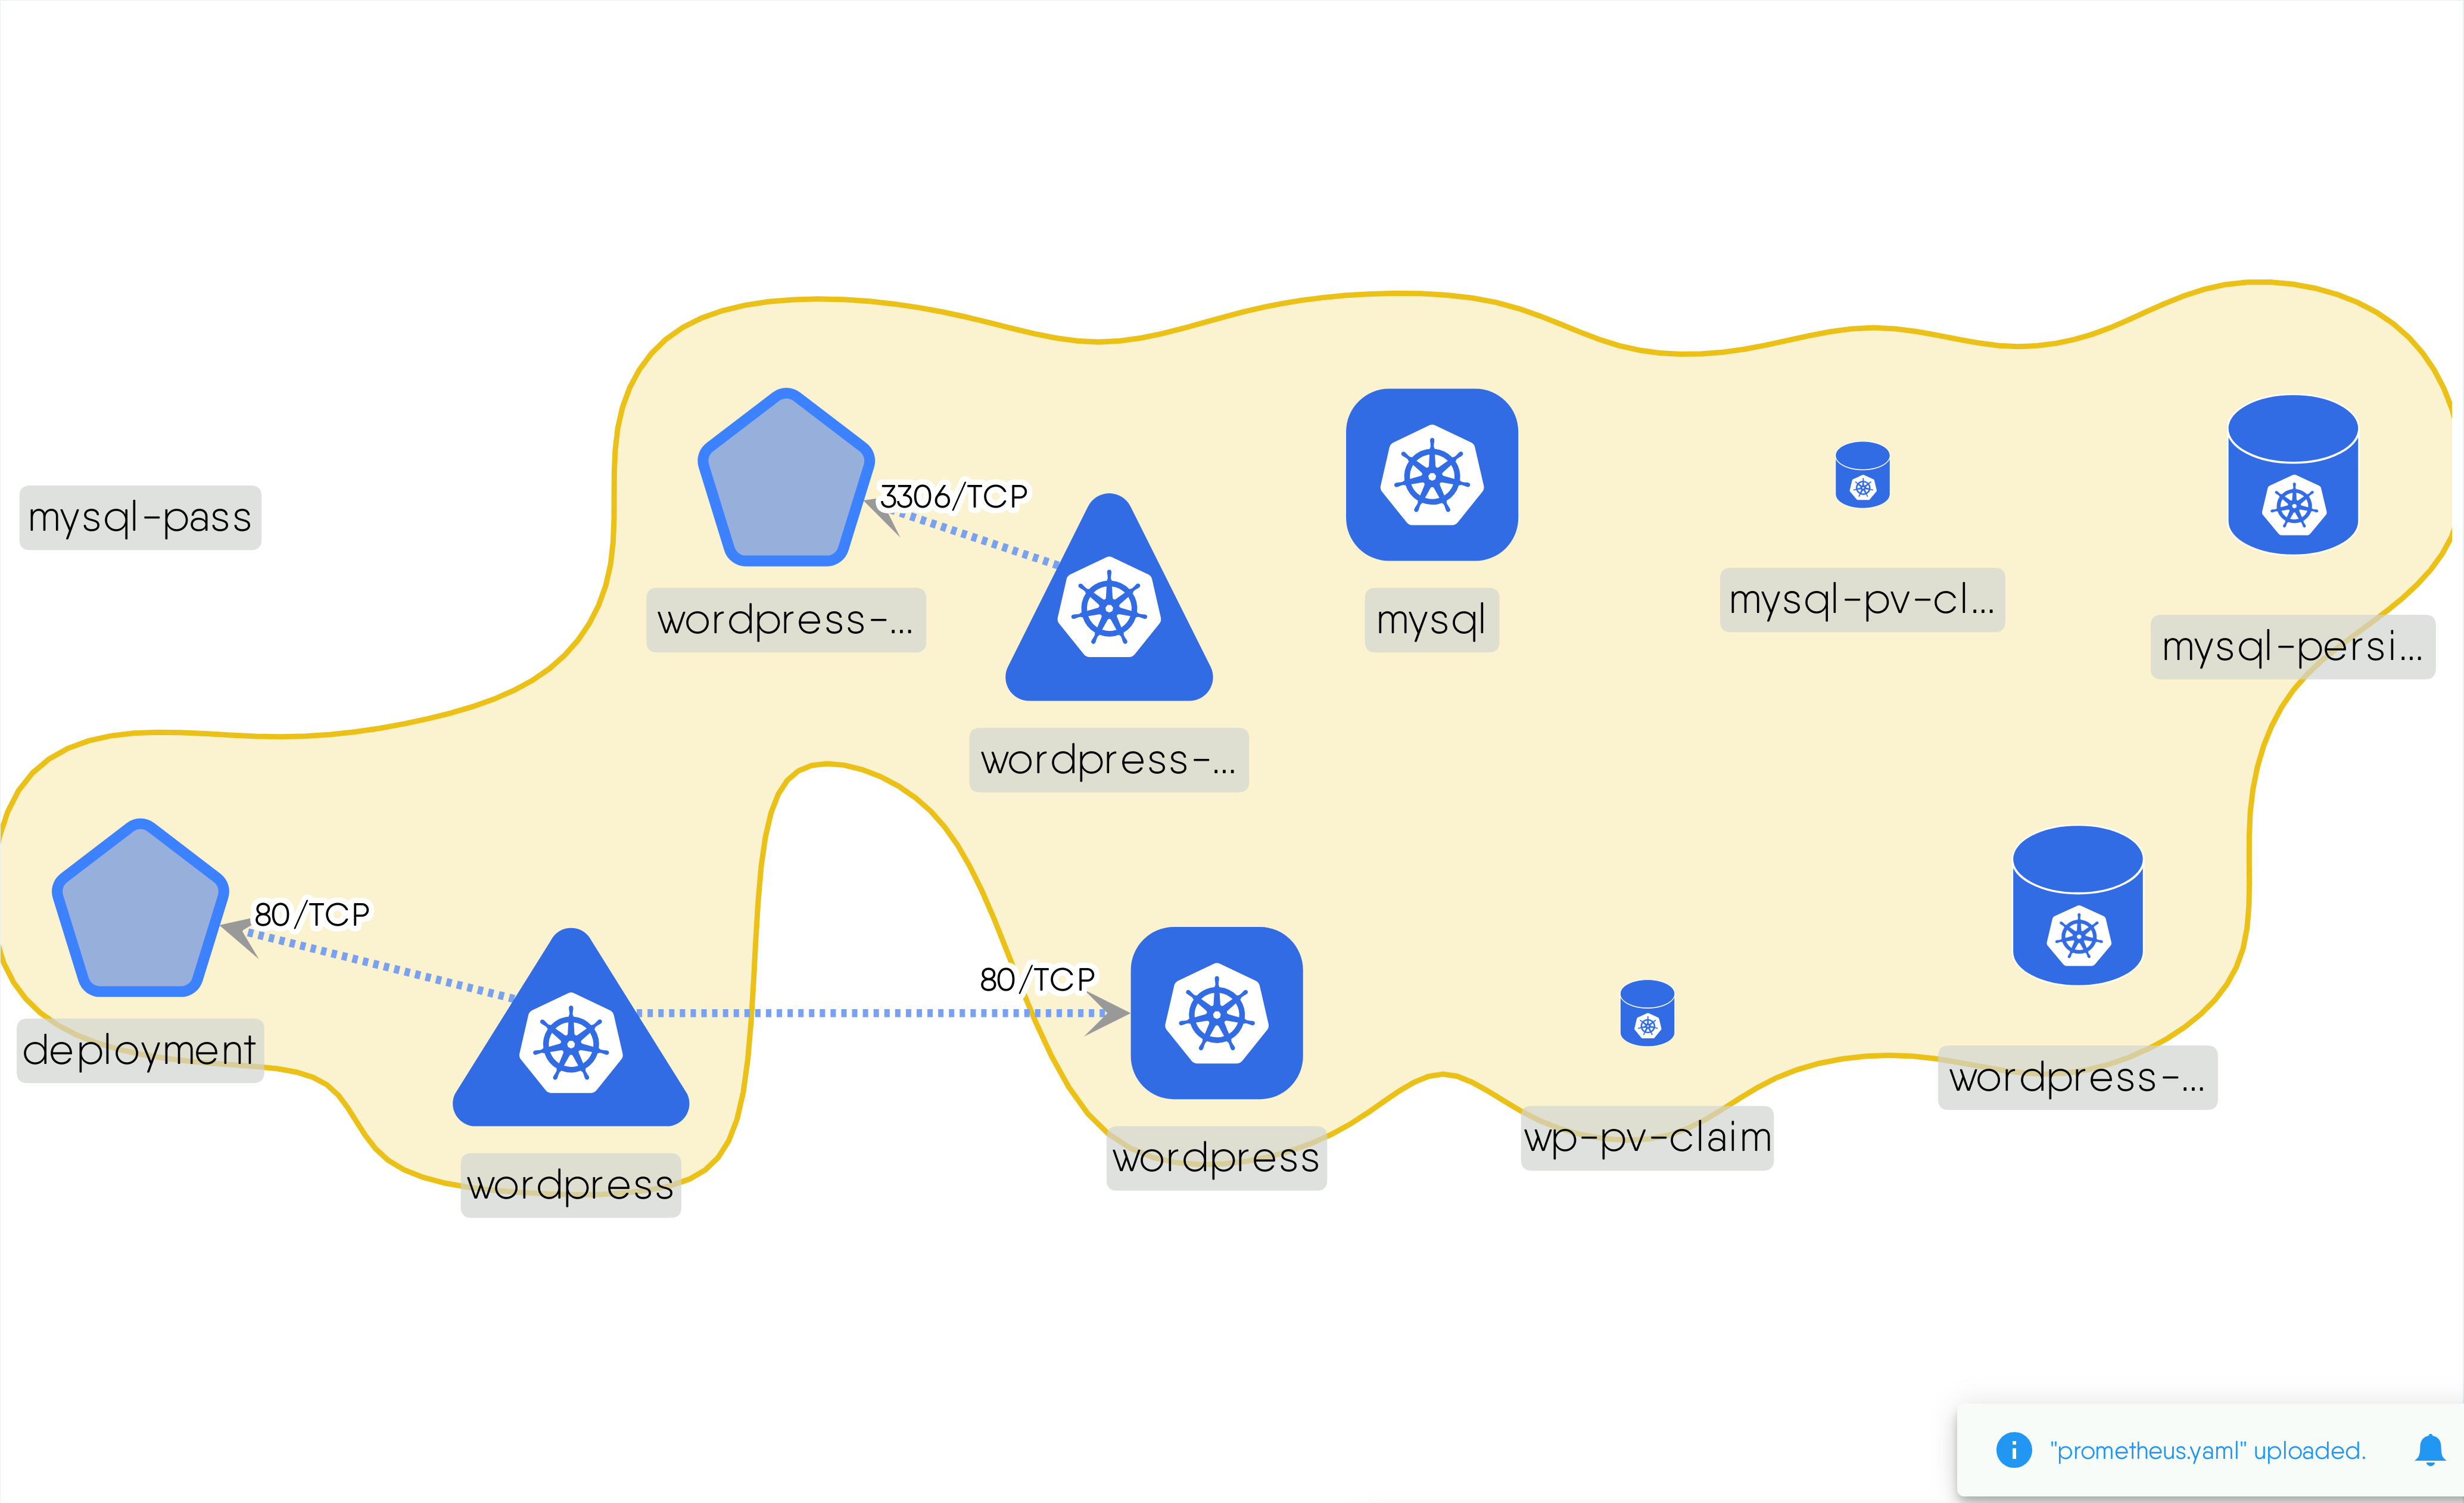 3306/TCP
mysql-pass
wordpress-...
mysql
mysql-pv-cl...
mysql-persi...
wordpress-...
80/TCP
80/TCP
deployment
wordpress-...
wp-pv-claim
wordpress
wordpress
"prometheus.yaml" uploaded.